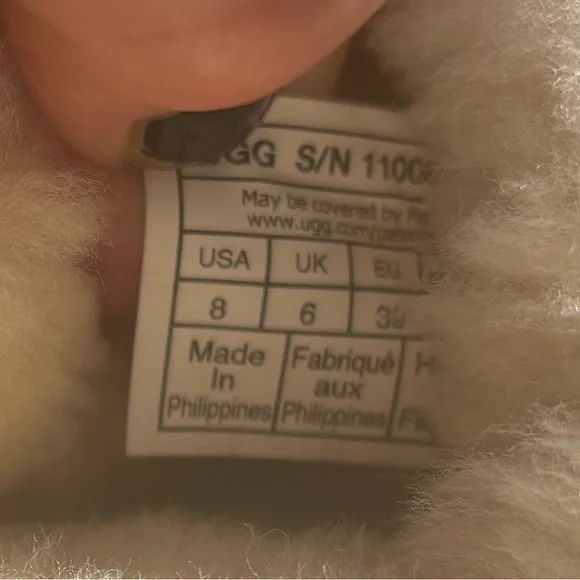 GG S/N 1100
May be covered by
www.ugg.com/
USA UK EU
8 6 39
Made In Philippines
Fabriqué aux Philippines